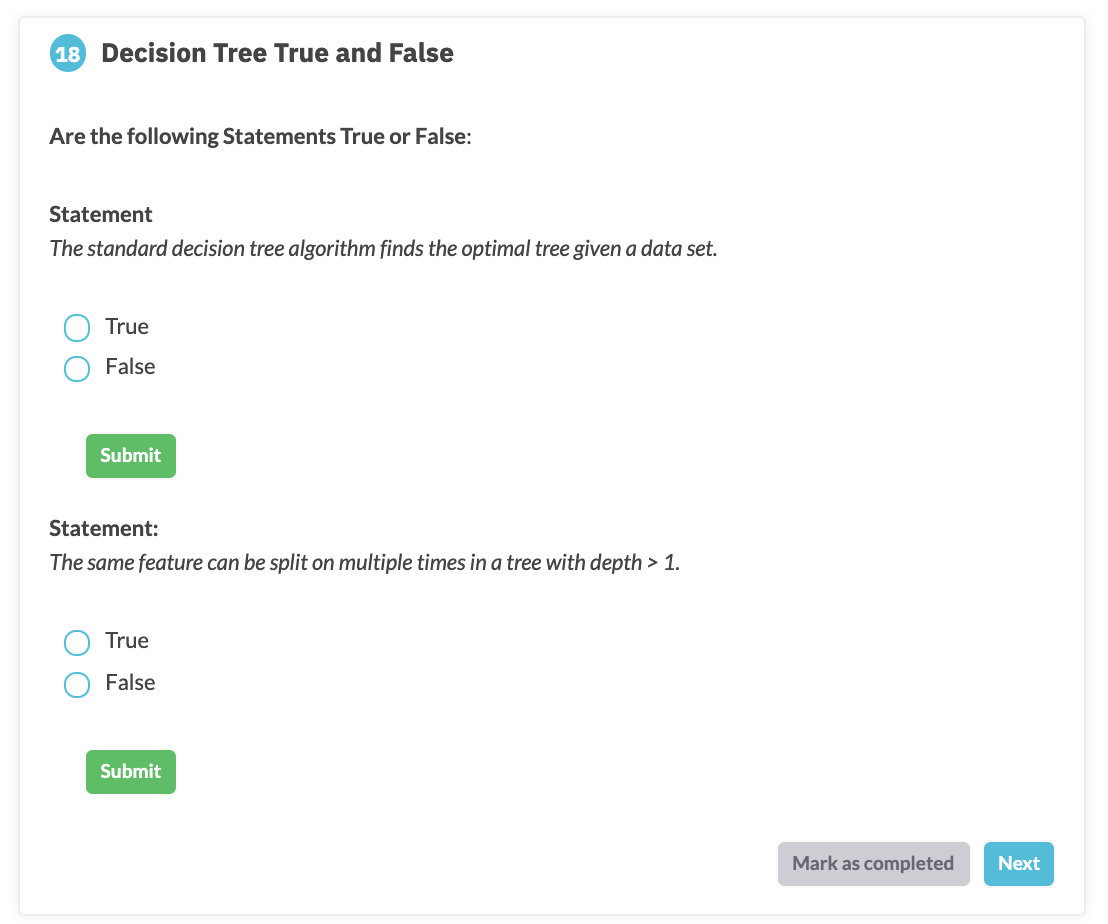 18 Decision Tree True and False
Are the following Statements True or False:
Statement
The standard decision tree algorithm finds the optimal tree given a data set.
True
False
Submit
Statement:
The same feature can be split on multiple times in a tree with depth > 1.
True
False
Submit
Mark as completed Next